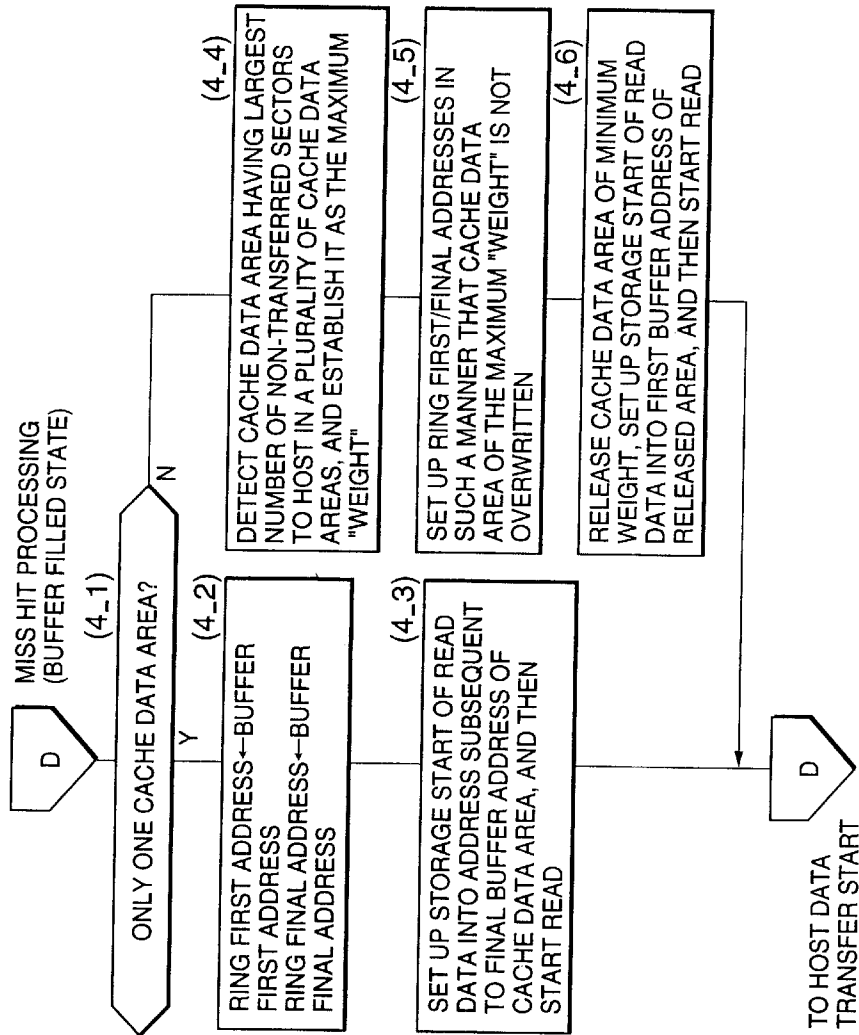 MISS HIT PROCESSING
(BUFFER FILLED STATE)
D
(4_1)
ONLY ONE CACHE DATA AREA?
Y
N
(4_2)
RING FIRST ADDRESS←BUFFER
FIRST ADDRESS
RING FINAL ADDRESS←BUFFER
FINAL ADDRESS
(4_3)
SET UP STORAGE START OF READ
DATA INTO ADDRESS SUBSEQUENT
TO FINAL BUFFER ADDRESS OF
CACHE DATA AREA, AND THEN
START READ
(4_4)
DETECT CACHE DATA AREA HAVING LARGEST
NUMBER OF NON-TRANSFERRED SECTORS
TO HOST IN A PLURALITY OF CACHE DATA
AREAS, AND ESTABLISH IT AS THE MAXIMUM
"WEIGHT"
(4_5)
SET UP RING FIRST/FINAL ADDRESSES IN
SUCH A MANNER THAT CACHE DATA
AREA OF THE MAXIMUM "WEIGHT" IS NOT
OVERWRITTEN
(4_6)
RELEASE CACHE DATA AREA OF MINIMUM
WEIGHT, SET UP STORAGE START OF READ
DATA INTO FIRST BUFFER ADDRESS OF
RELEASED AREA, AND THEN START READ
D
TO HOST DATA
TRANSFER START